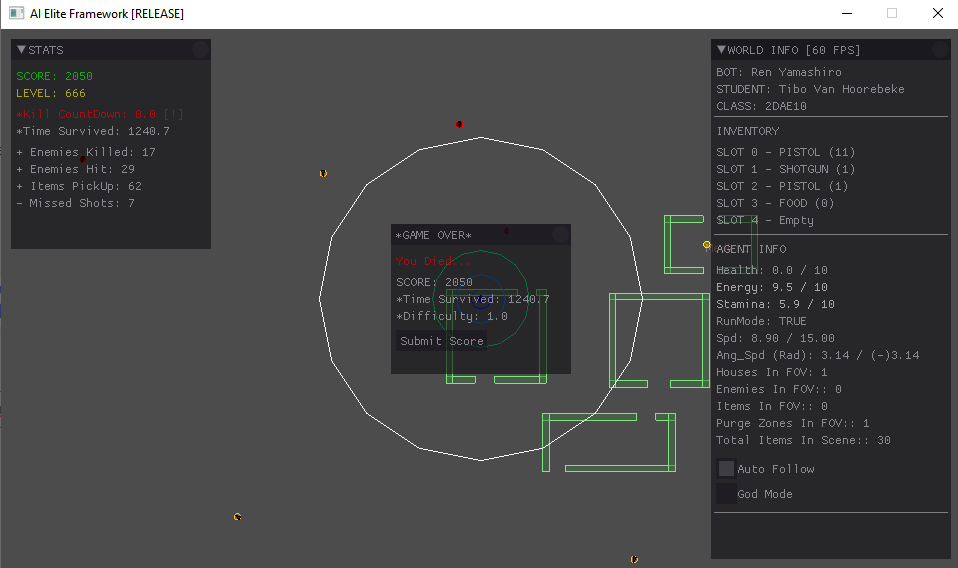 AI Elite Framework [RELEASE]
STATS
SCORE: 2050
LEVEL: 666
*Kill CountDown: 0.0 [!]
*Time Survived: 1240.7
+ Enemies Killed: 17
+ Enemies Hit: 29
+ Items PickUp: 62
- Missed Shots: 7
*GAME OVER*
You Died...
SCORE: 2050
*Time Survived: 1240.7
*Difficulty: 1.0
Submit Score
WORLD INFO [60 FPS]
BOT: Ren Yamashiro
STUDENT: Tibo Van Hoorebeke
CLASS: 2DAE10
INVENTORY
SLOT 0 - PISTOL (11)
SLOT 1 - SHOTGUN (1)
SLOT 2 - PISTOL (1)
SLOT 3 - FOOD (0)
SLOT 4 - Empty
AGENT INFO
Health: 0.0 / 10
Energy: 9.5 / 10
Stamina: 5.9 / 10
RunMode: TRUE
Spd: 8.90 / 15.00
Ang_Spd (Rad): 3.14 / (-)3.14
Houses In FOV: 1
Enemies In FOV:: 0
Items In FOV:: 0
Purge Zones In FOV:: 1
Total Items In Scene:: 30
Auto Follow
God Mode